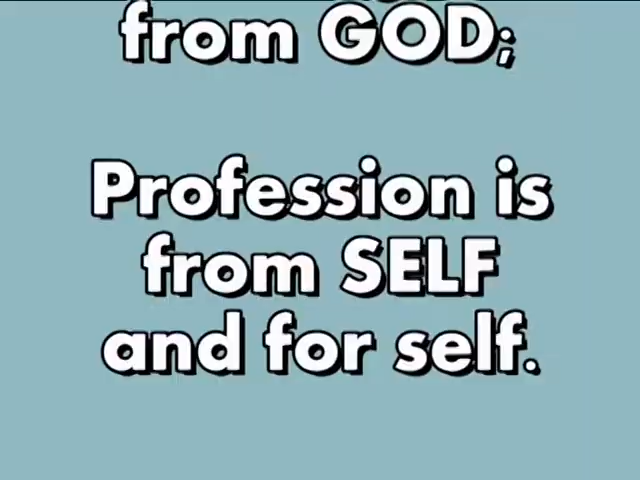 from GOD;
Profession is
from SELF
and for self.